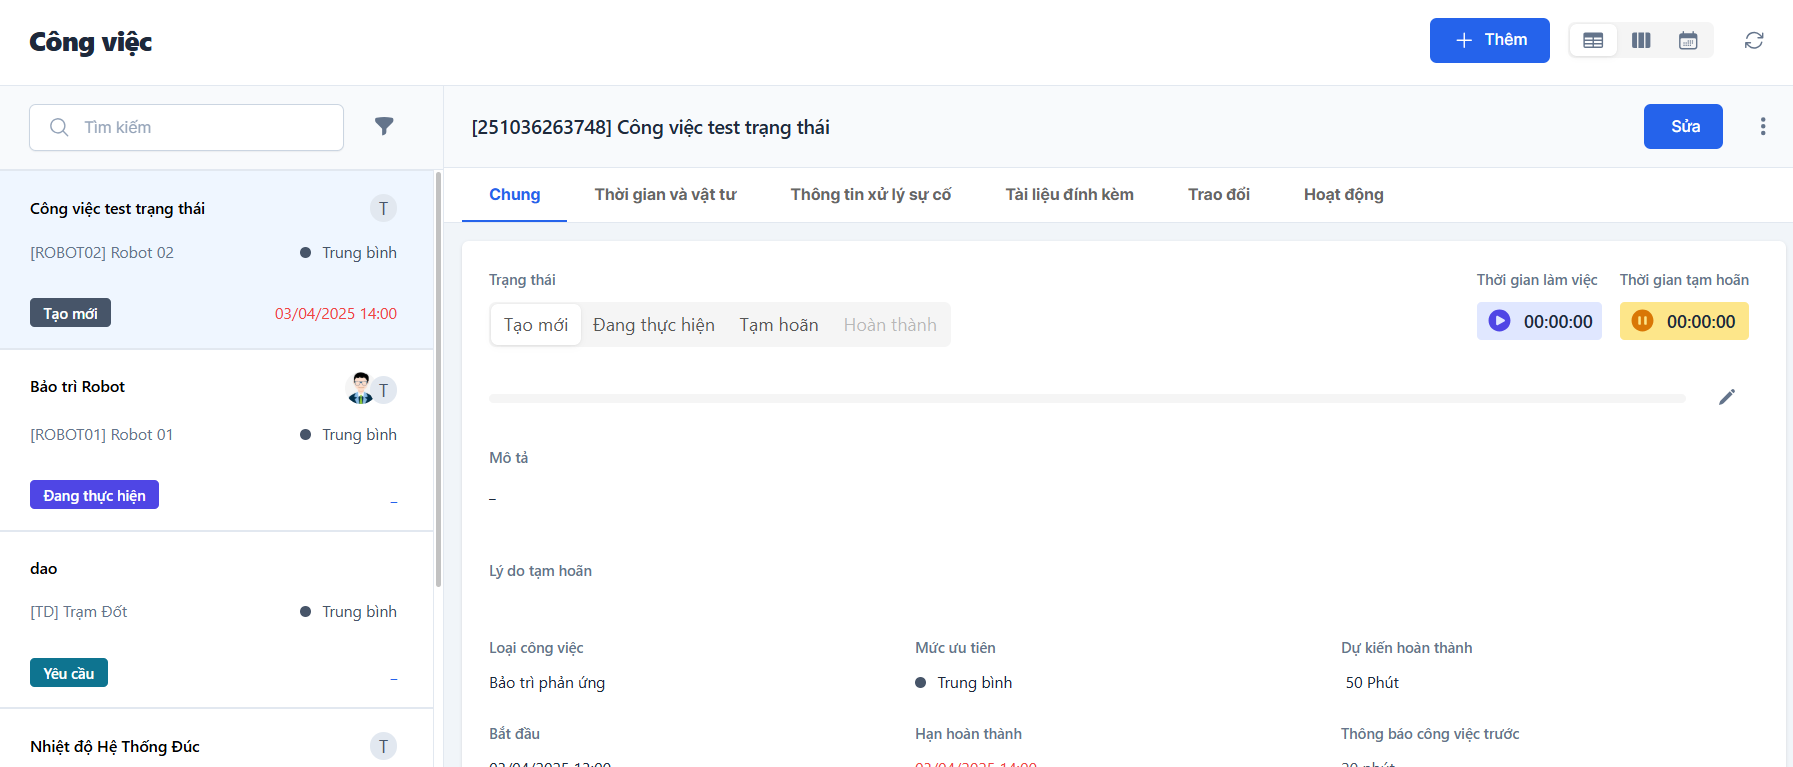 Công việc
Thêm
Tìm kiếm
Công việc test trạng thái
T
[ROBOT02] Robot 02
Trung bình
Tạo mới
03/04/2025 14:00
Bảo trì Robot
T
[ROBOT01] Robot 01
Trung bình
Đang thực hiện
–
dao
[TD] Trạm Đốt
Trung bình
Yêu cầu
–
Nhiệt độ Hệ Thống Đúc
T
[251036263748] Công việc test trạng thái
Sửa
Chung
Thời gian và vật tư
Thông tin xử lý sự cố
Tài liệu đính kèm
Trao đổi
Hoạt động
Trạng thái
Tạo mới
Đang thực hiện
Tạm hoãn
Hoàn thành
Thời gian làm việc
00:00:00
Thời gian tạm hoãn
00:00:00
Mô tả
–
Lý do tạm hoãn
Loại công việc
Bảo trì phản ứng
Mức ưu tiên
Trung bình
Dự kiến hoàn thành
50 Phút
Bắt đầu
Hạn hoàn thành
03/04/2025 14:00
Thông báo công việc trước